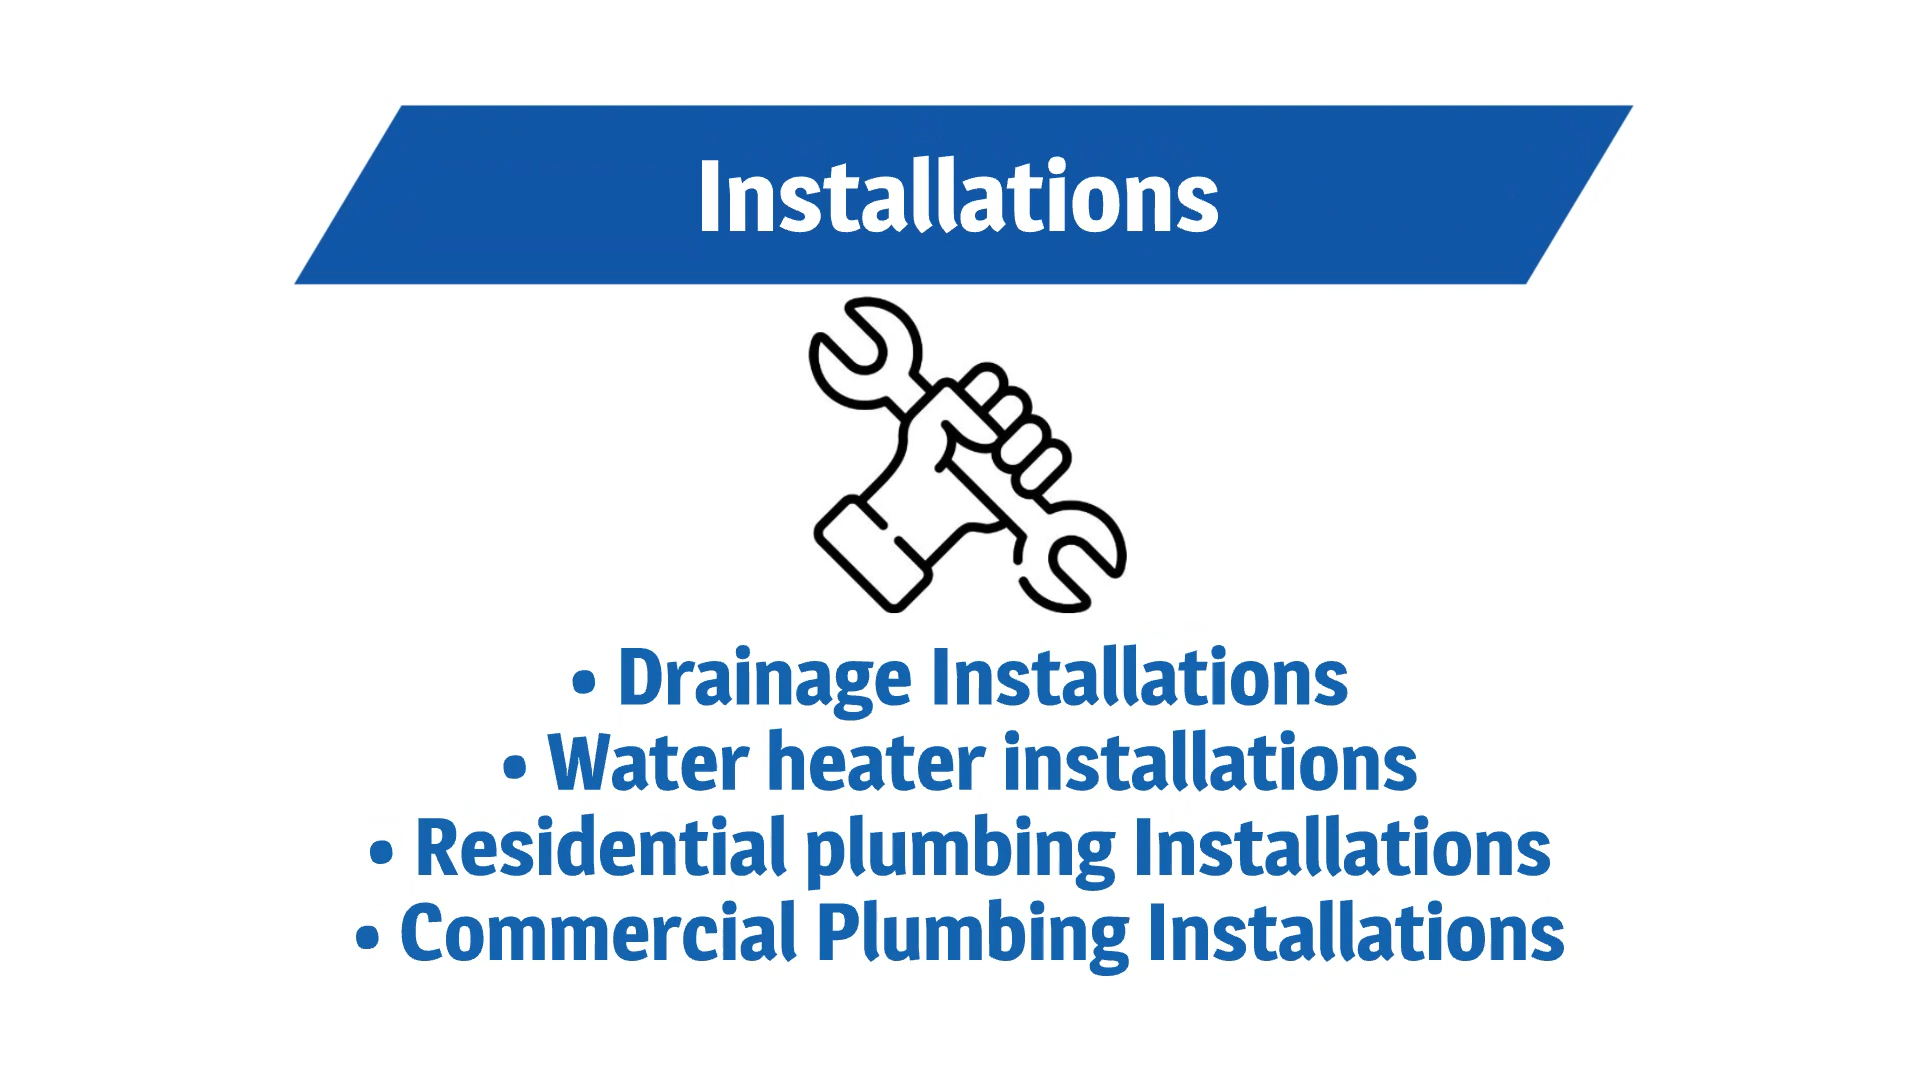 Installations
• Drainage Installations
• Water heater installations
• Residential plumbing Installations
• Commercial Plumbing Installations